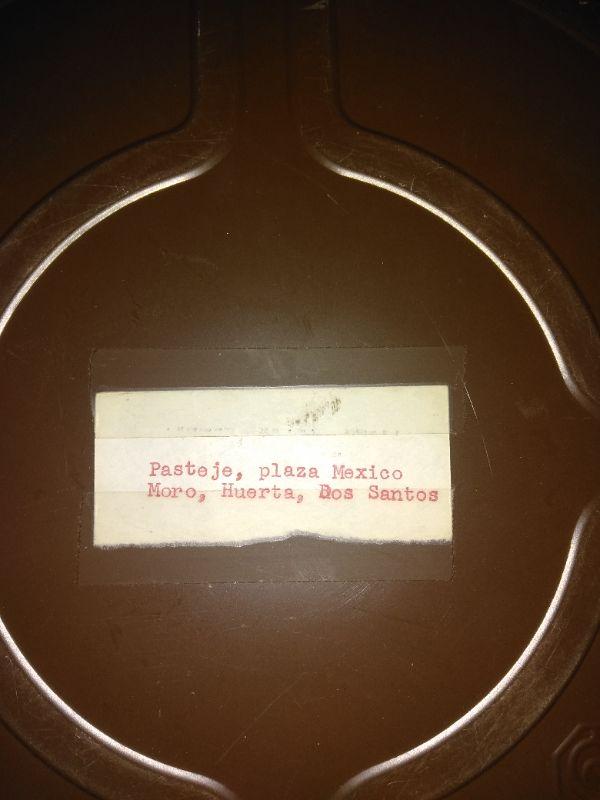 Pasteje, plaza Mexico
Moro, Huerta, Dos Santos